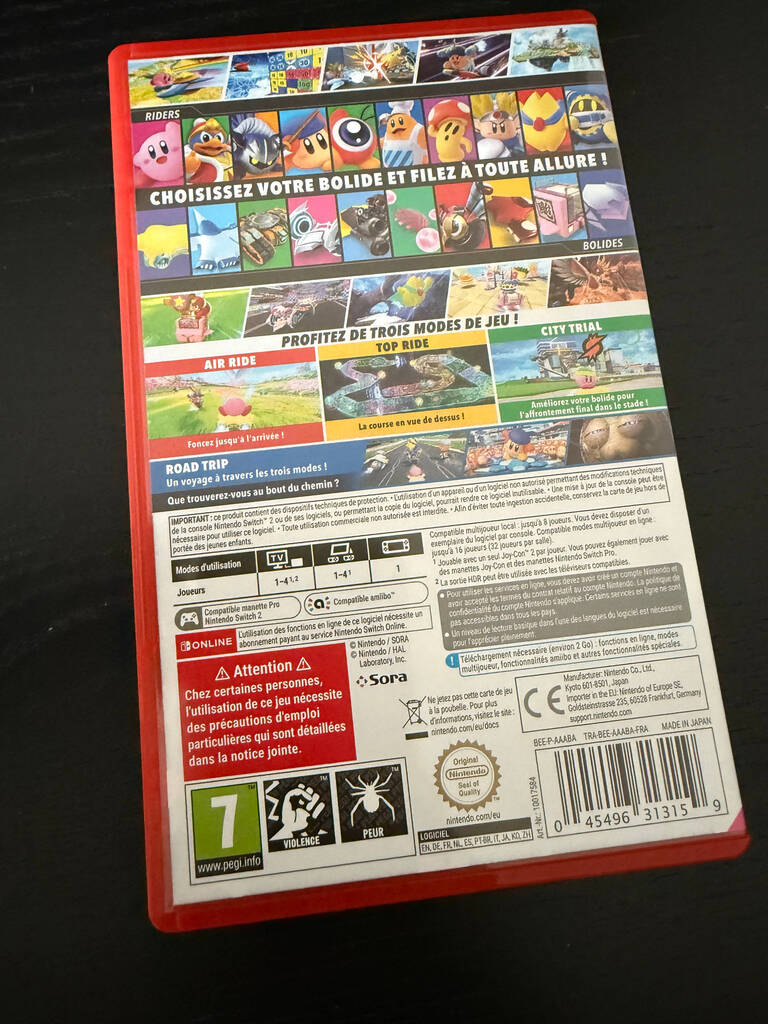 RIDERS
CHOISISSEZ VOTRE BOLIDE ET FILEZ À TOUTE ALLURE !
BOLIDES
PROFITEZ DE TROIS MODES DE JEU !
AIR RIDE
Foncez jusqu'à l'arrivée !
TOP RIDE
La course en vue de dessus !
CITY TRIAL
Améliorez votre bolide pour
l'affrontement final dans le stade !
ROAD TRIP
Un voyage à travers les trois modes !
Que trouverez-vous au bout du chemin ?
IMPORTANT : ce produit contient des dispositifs techniques de protection. • L'utilisation d'un appareil ou d'un logiciel non autorisé permettant des modifications techniques
de la console Nintendo Switch™ 2 ou de ses logiciels, ou permettant la copie du logiciel, pourrait rendre ce logiciel inutilisable. • Une mise à jour de la console peut être
nécessaire pour utiliser ce logiciel. • Toute utilisation commerciale non autorisée est interdite. • Afin d'éviter toute ingestion accidentelle, conservez la carte de jeu hors de
portée des jeunes enfants.
Modes d'utilisation
TV
Joueurs
1-4¹,²
1-4¹
1
Compatible manette Pro
Nintendo Switch 2
Compatible amiibo™
ONLINE
L'utilisation des fonctions en ligne de ce logiciel nécessite un
abonnement payant au service Nintendo Switch Online.
Compatible multijoueur local : jusqu'à 8 joueurs. Vous devez disposer d'un
exemplaire du logiciel par console. Compatible modes multijoueur en ligne :
jusqu'à 16 joueurs (32 joueurs par salle).
¹ Jouable avec un seul Joy-Con™ 2 par joueur. Vous pouvez également jouer avec
des manettes Joy-Con et des manettes Nintendo Switch Pro.
² La sortie HDR peut être utilisée avec les téléviseurs compatibles.
• Pour utiliser les services en ligne, vous devez avoir créé un compte Nintendo et
avoir accepté les termes du contrat relatif au compte Nintendo. La politique de
confidentialité du compte Nintendo s'applique. Certains services en ligne ne sont
pas accessibles dans tous les pays.
• Un niveau de lecture basique dans l'une des langues du logiciel est nécessaire
pour l'apprécier pleinement.
! Téléchargement nécessaire (environ 2 Go) : fonctions en ligne, modes
multijoueur, fonctionnalités amiibo et autres fonctionnalités spéciales.
Attention
Chez certaines personnes,
l'utilisation de ce jeu nécessite
des précautions d'emploi
particulières qui sont détaillées
dans la notice jointe.
© Nintendo / SORA
© Nintendo / HAL
Laboratory, Inc.
Sora
Ne jetez pas cette carte de jeu
à la poubelle. Pour plus
d'informations, visitez le site :
nintendo.com/eu/docs
CE
Manufacturer: Nintendo Co., Ltd.,
Kyoto 601-8501, Japan
Importer in the EU: Nintendo of Europe SE,
Goldsteinstrasse 235, 60528 Frankfurt, Germany
support.nintendo.com
BEE-P-AAABA TRA-BEE-AAABA-FRA MADE IN JAPAN
7
www.pegi.info
VIOLENCE
PEUR
Original
Nintendo
Seal of
Quality
nintendo.com/eu
LOGICIEL
EN, DE, FR, NL, ES, PT-BR, IT, JA, KO, ZH
Art.-Nr.: 10017584
0 45496 31315 9